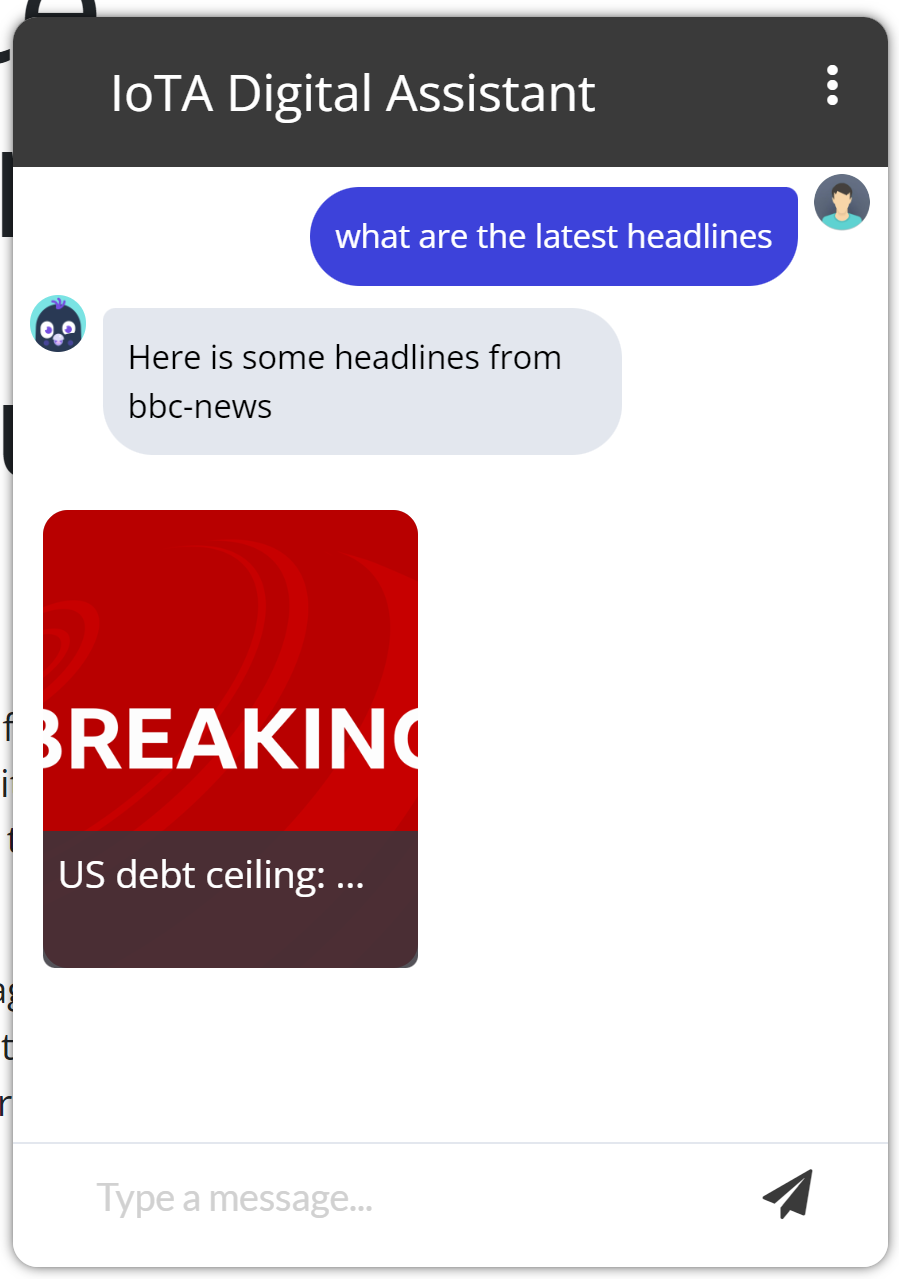 IoTA Digital Assistant
what are the latest headlines
Here is some headlines from
bbc-news
BREAKING
US debt ceiling: ...
Type a message...